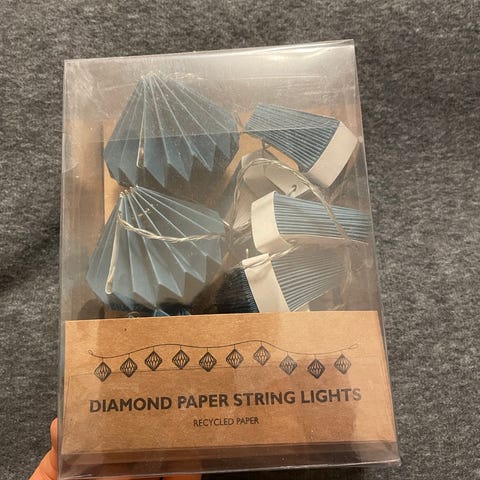 DIAMOND PAPER STRING LIGHTS
RECYCLED PAPER